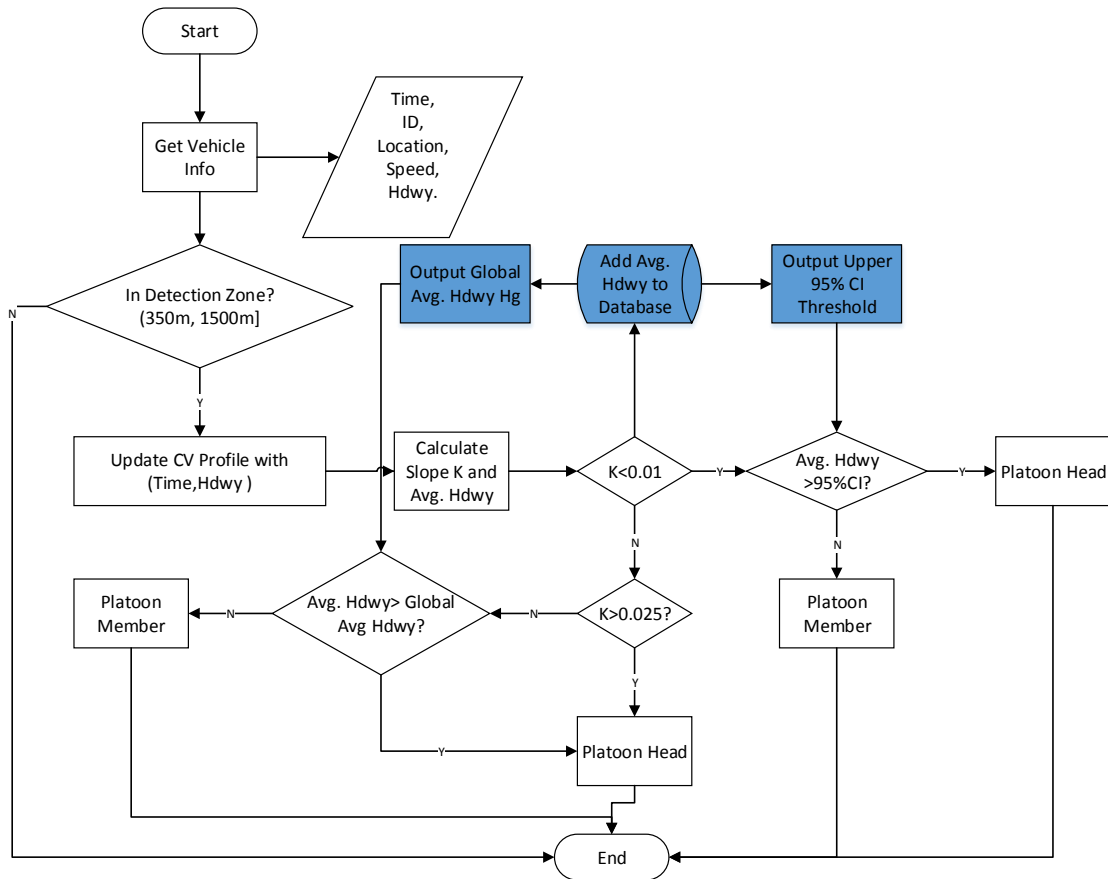 Start
Get Vehicle
Info
Time,
ID,
Location,
Speed,
Hdwy.
In Detection Zone?
(350m, 1500m]
N
Y
Output Global
Avg. Hdwy Hg
Add Avg.
Hdwy to
Database
Output Upper
95% CI
Threshold
Update CV Profile with
(Time,Hdwy )
Calculate
Slope K and
Avg. Hdwy
K<0.01
Y
Avg. Hdwy
>95%CI?
Y
Platoon Head
N
N
Platoon
Member
N
Avg. Hdwy> Global
Avg Hdwy?
N
K>0.025?
Platoon
Member
Y
Y
Platoon Head
End